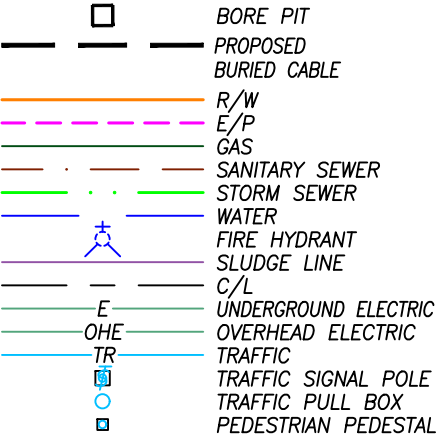 BORE PIT
PROPOSED
BURIED CABLE
R/W
E/P
GAS
SANITARY SEWER
STORM SEWER
WATER
FIRE HYDRANT
SLUDGE LINE
C/L
E UNDERGROUND ELECTRIC
OHE OVERHEAD ELECTRIC
TR TRAFFIC
TRAFFIC SIGNAL POLE
TRAFFIC PULL BOX
PEDESTRIAN PEDESTAL